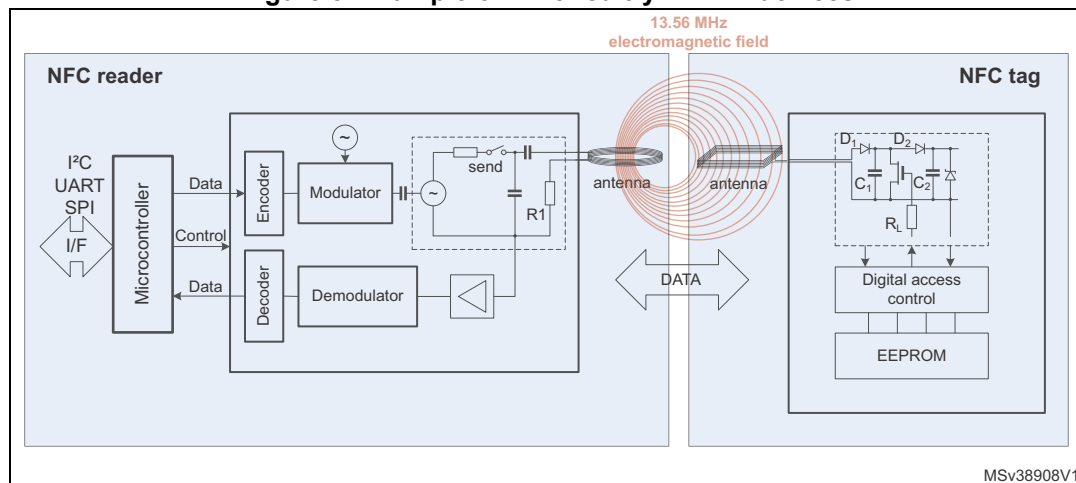 13.56 MHz
electromagnetic field
NFC reader
NFC tag
I²C
UART
SPI
I/F
Microcontroller
Data
Control
Data
Encoder
Decoder
Modulator
Demodulator
~
~
send
R1
antenna
antenna
DATA
D1
D2
C1
C2
RL
Digital access
control
EEPROM
MSv38908V1